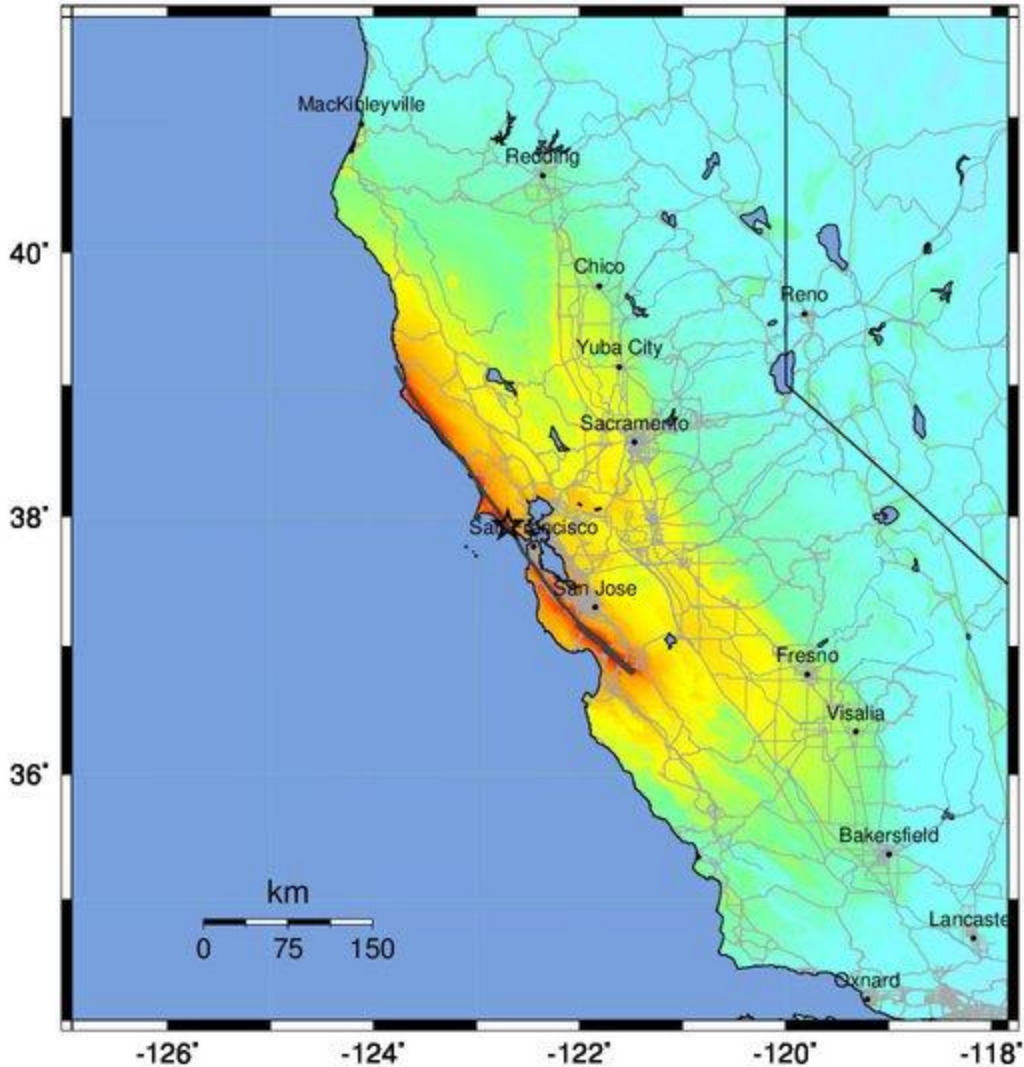 MacKinleyville
Redding
40°
Chico
Reno
Yuba City
Sacramento
38°
San Francisco
San Jose
Fresno
Visalia
36°
Bakersfield
km
0 75 150
Lancaste
Oxnard
-126° -124° -122° -120° -118°